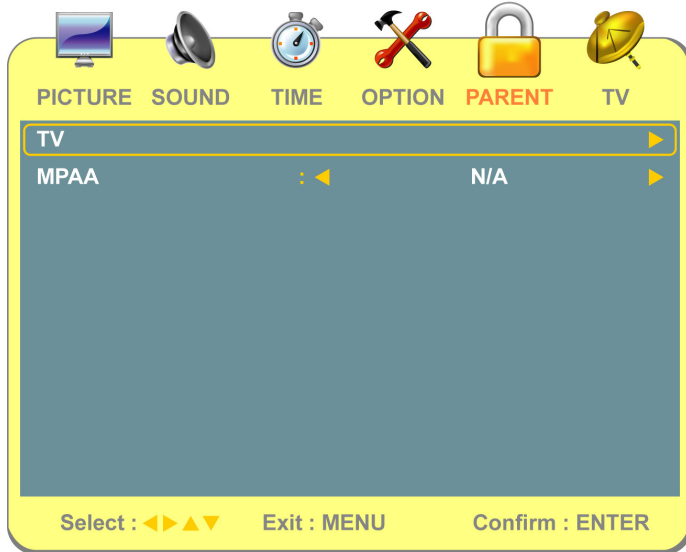 PICTURE SOUND TIME OPTION PARENT TV
TV
MPAA : N/A
Select : Exit : MENU Confirm : ENTER